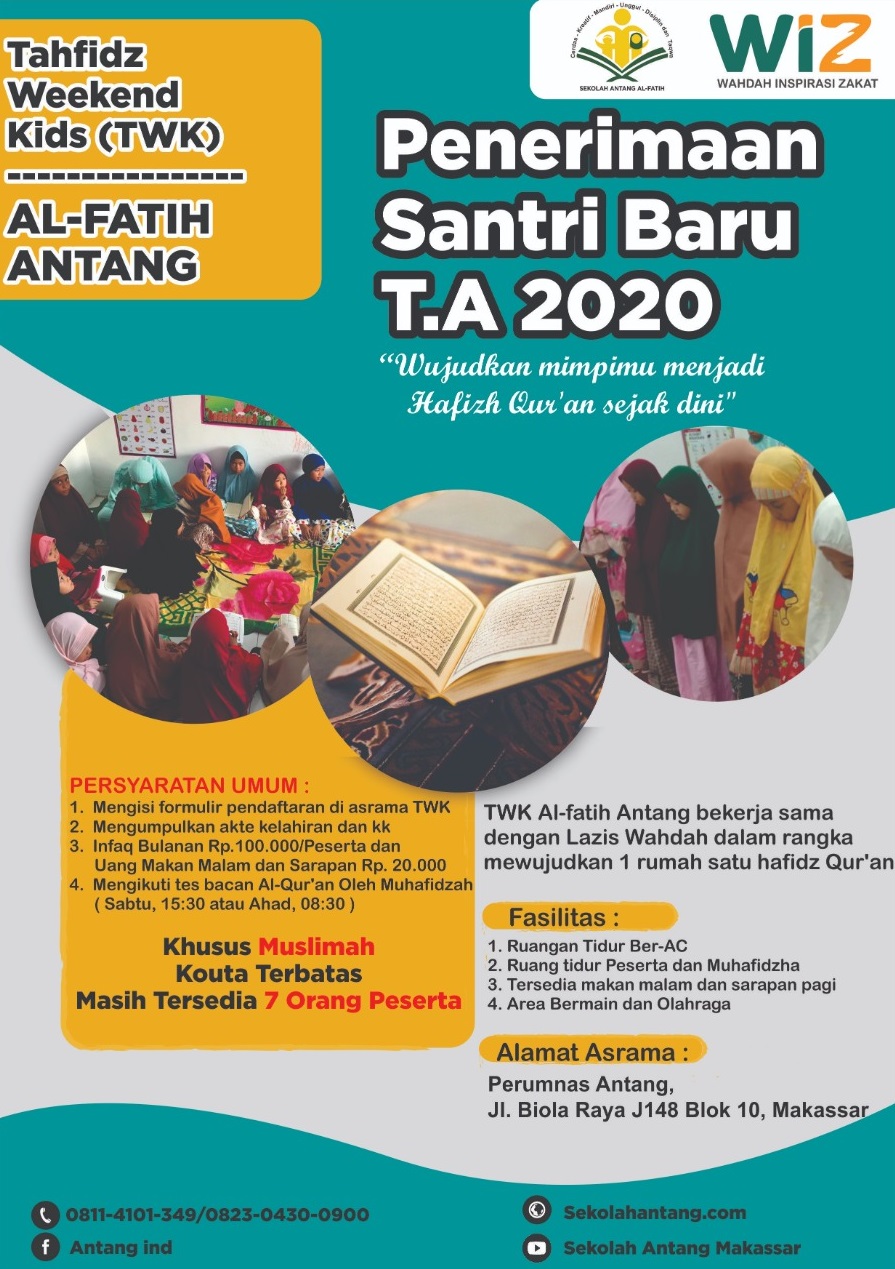 Tahfidz
Weekend
Kids (TWK)
----------------
AL-FATIH
ANTANG
Cerdas - Kreatif - Mandiri - Unggul - Disiplin dan Taqwa
SEKOLAH ANTANG AL-FATIH
WiZ
WAHDAH INSPIRASI ZAKAT
Penerimaan
Santri Baru
T.A 2020
“Wujudkan mimpimu menjadi
Hafizh Qur'an sejak dini"
PERSYARATAN UMUM :
1. Mengisi formulir pendaftaran di asrama TWK
2. Mengumpulkan akte kelahiran dan kk
3. Infaq Bulanan Rp.100.000/Peserta dan
Uang Makan Malam dan Sarapan Rp. 20.000
4. Mengikuti tes bacan Al-Qur'an Oleh Muhafidzah
( Sabtu, 15:30 atau Ahad, 08:30 )
Khusus Muslimah
Kouta Terbatas
Masih Tersedia 7 Orang Peserta
TWK Al-fatih Antang bekerja sama
dengan Lazis Wahdah dalam rangka
mewujudkan 1 rumah satu hafidz Qur'an
Fasilitas :
1. Ruangan Tidur Ber-AC
2. Ruang tidur Peserta dan Muhafidzha
3. Tersedia makan malam dan sarapan pagi
4. Area Bermain dan Olahraga
Alamat Asrama :
Perumnas Antang,
Jl. Biola Raya J148 Blok 10, Makassar
0811-4101-349/0823-0430-0900
Antang ind
Sekolahantang.com
Sekolah Antang Makassar